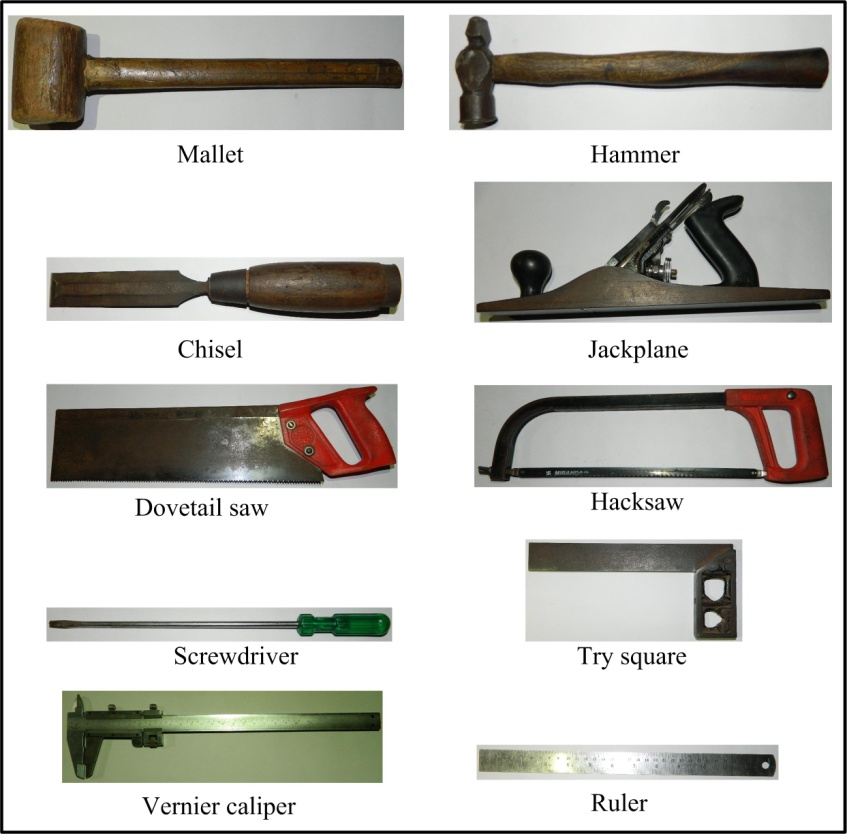 Mallet
Hammer
Chisel
Jackplane
Dovetail saw
MIRANDA
Hacksaw
Screwdriver
Try square
Vernier caliper
Ruler